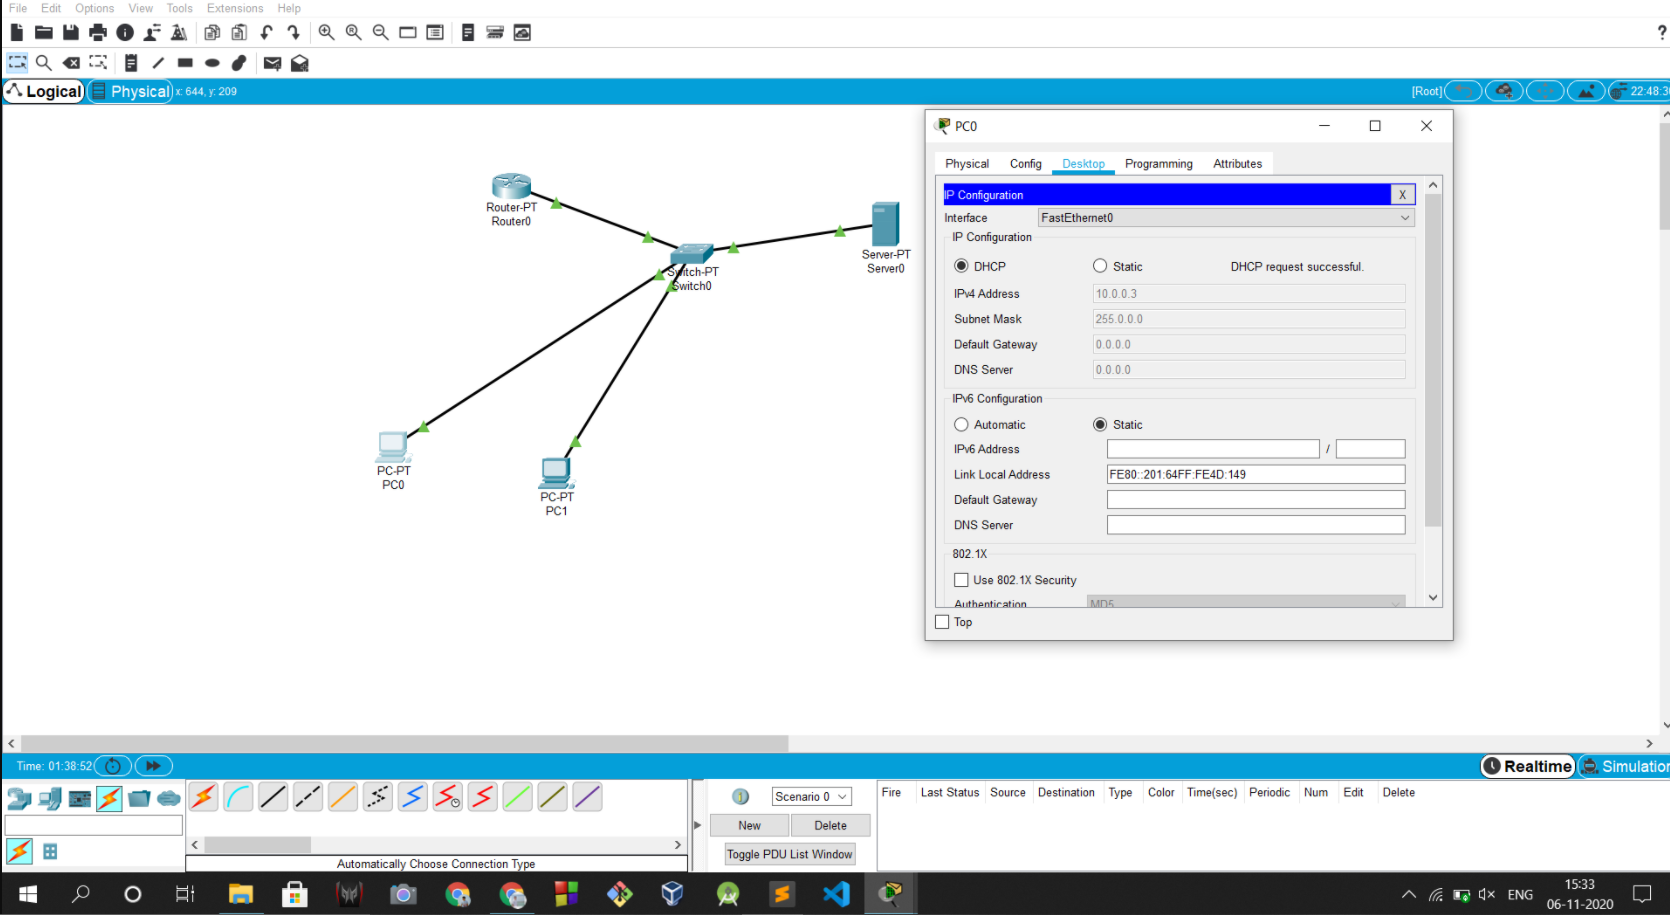 File Edit Options View Tools Extensions Help
?
Logical Physical x: 644, y: 209 [Root] 22:48:3
Router-PT
Router0
Switch-PT
Switch0
Server-PT
Server0
PC-PT
PC0
PC-PT
PC1
PC0
Physical Config Desktop Programming Attributes
IP Configuration X
Interface FastEthernet0
IP Configuration
DHCP Static DHCP request successful.
IPv4 Address 10.0.0.3
Subnet Mask 255.0.0.0
Default Gateway 0.0.0.0
DNS Server 0.0.0.0
IPv6 Configuration
Automatic Static
IPv6 Address /
Link Local Address FE80::201:64FF:FE4D:149
Default Gateway
DNS Server
802.1X
Use 802.1X Security
Authentication MD5
Top
Time: 01:38:52 Realtime Simulation
Scenario 0
New Delete
Toggle PDU List Window
Fire Last Status Source Destination Type Color Time(sec) Periodic Num Edit Delete
Automatically Choose Connection Type
ENG
15:33
06-11-2020